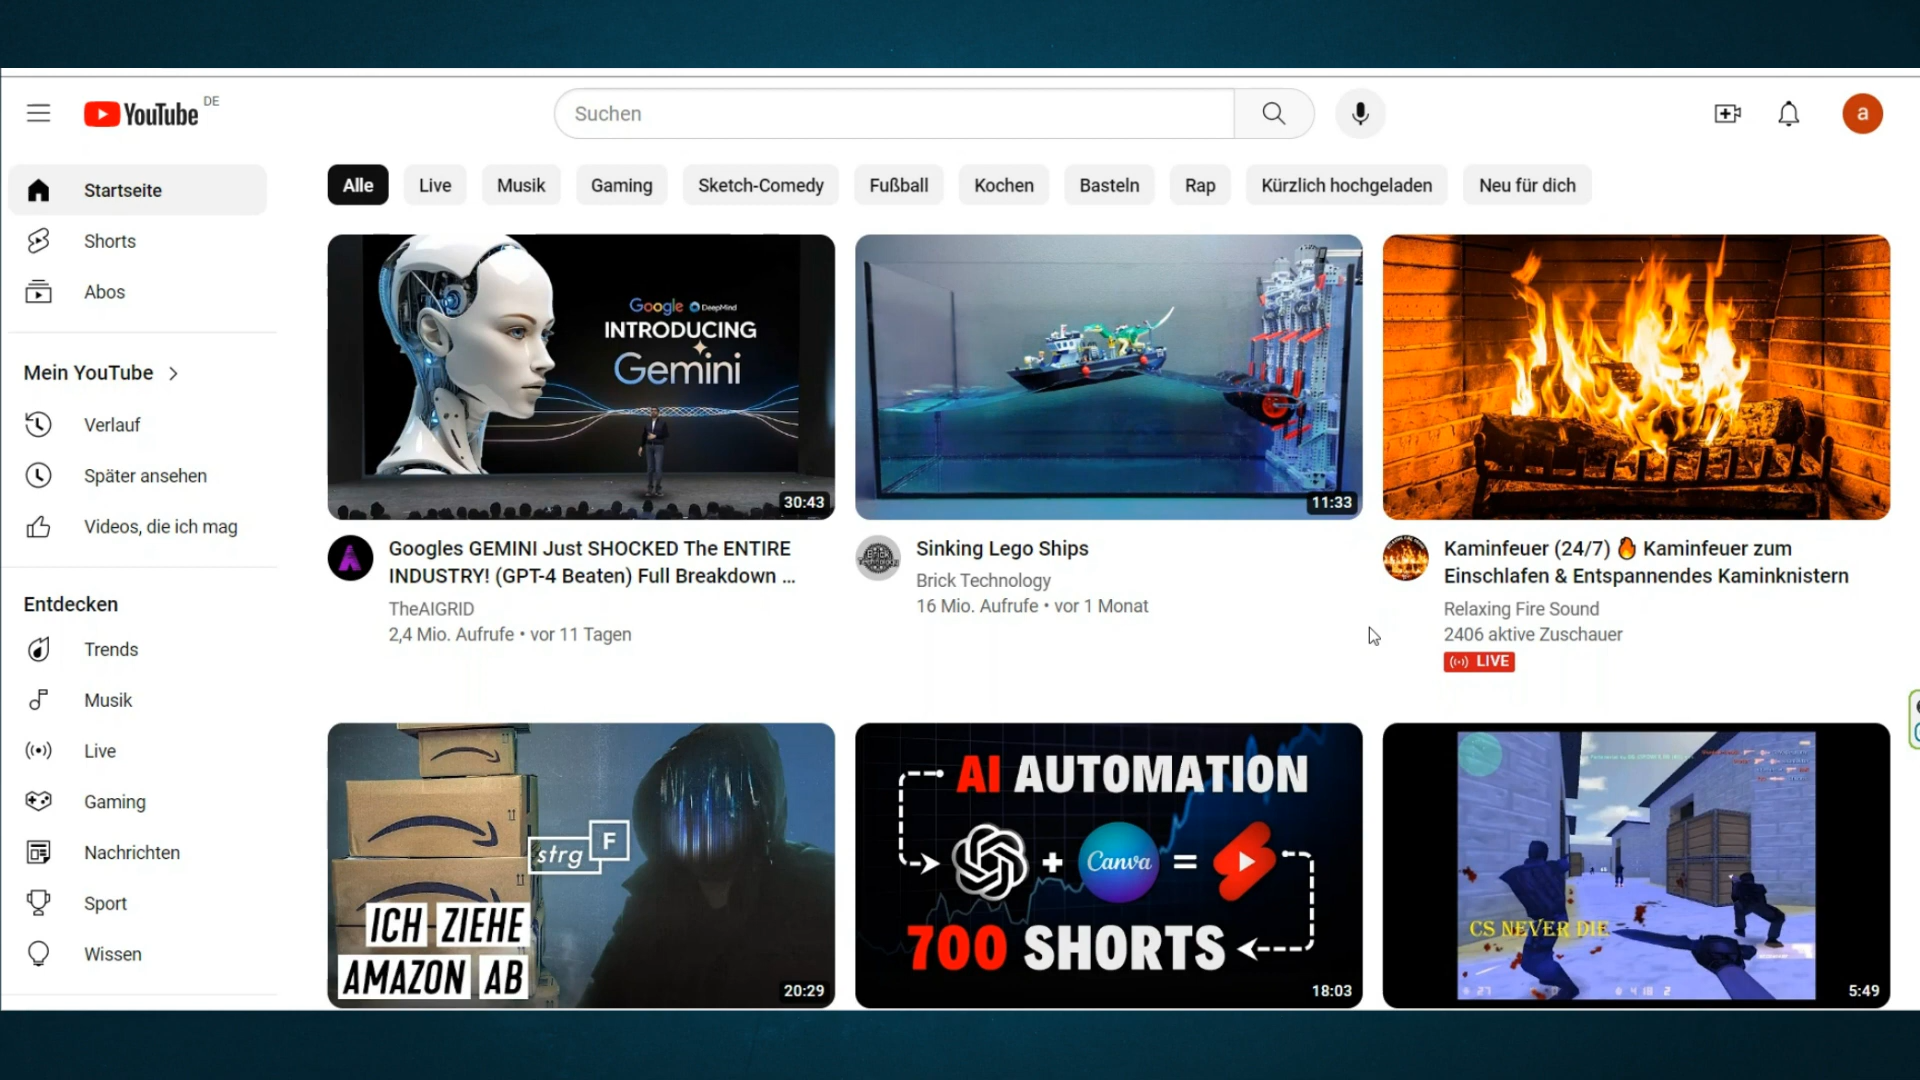 YouTube DE
Suchen
a
Startseite
Shorts
Abos
Mein YouTube
Verlauf
Später ansehen
Videos, die ich mag
Entdecken
Trends
Musik
Live
Gaming
Nachrichten
Sport
Wissen
Alle Live Musik Gaming Sketch-Comedy Fußball Kochen Basteln Rap Kürzlich hochgeladen Neu für dich
Google DeepMind
INTRODUCING
Gemini
30:43
Googles GEMINI Just SHOCKED The ENTIRE
INDUSTRY! (GPT-4 Beaten) Full Breakdown ...
TheAIGRID
2,4 Mio. Aufrufe • vor 11 Tagen
11:33
Sinking Lego Ships
Brick Technology
16 Mio. Aufrufe • vor 1 Monat
Kaminfeuer (24/7) 🔥 Kaminfeuer zum
Einschlafen & Entspannendes Kaminknistern
Relaxing Fire Sound
2406 aktive Zuschauer
LIVE
strg F
ICH ZIEHE
AMAZON AB
20:29
AI AUTOMATION
+ Canva =
700 SHORTS
18:03
CS NEVER DIE
5:49